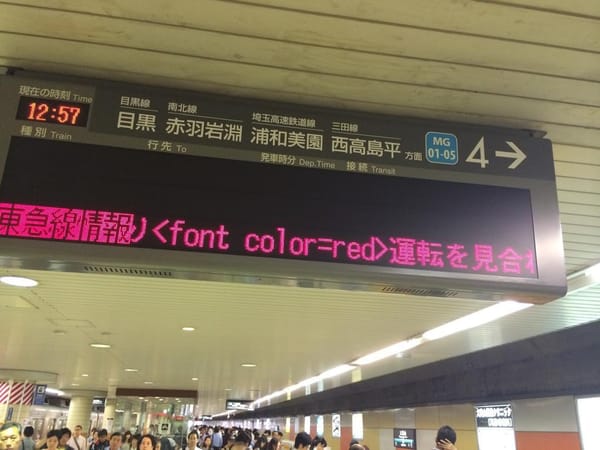 現在の時刻 Time
12:57
目黒線 南北線 埼玉高速鉄道線 三田線
目黒 赤羽岩淵 浦和美園 西高島平 方面
MG
01-05
4→
種別 Train 行先 To 発車時分 Dep.Time 接続 Transit
東急線情報り<font color=red>運転を見合わ